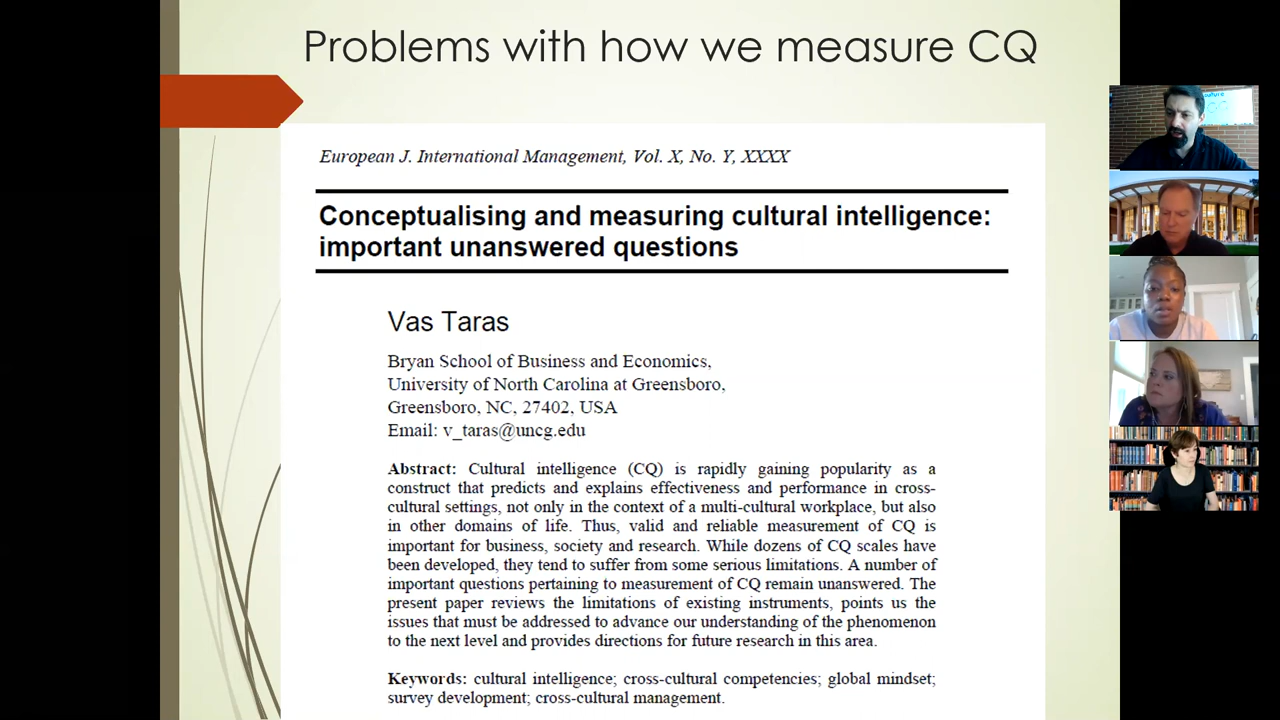 Problems with how we measure CQ
European J. International Management, Vol. X, No. Y, XXXX
Conceptualising and measuring cultural intelligence:
important unanswered questions
Vas Taras
Bryan School of Business and Economics,
University of North Carolina at Greensboro,
Greensboro, NC, 27402, USA
Email: v_taras@uncg.edu
Abstract: Cultural intelligence (CQ) is rapidly gaining popularity as a
construct that predicts and explains effectiveness and performance in cross-
cultural settings, not only in the context of a multi-cultural workplace, but also
in other domains of life. Thus, valid and reliable measurement of CQ is
important for business, society and research. While dozens of CQ scales have
been developed, they tend to suffer from some serious limitations. A number of
important questions pertaining to measurement of CQ remain unanswered. The
present paper reviews the limitations of existing instruments, points us the
issues that must be addressed to advance our understanding of the phenomenon
to the next level and provides directions for future research in this area.
Keywords: cultural intelligence; cross-cultural competencies; global mindset;
survey development; cross-cultural management.
culture